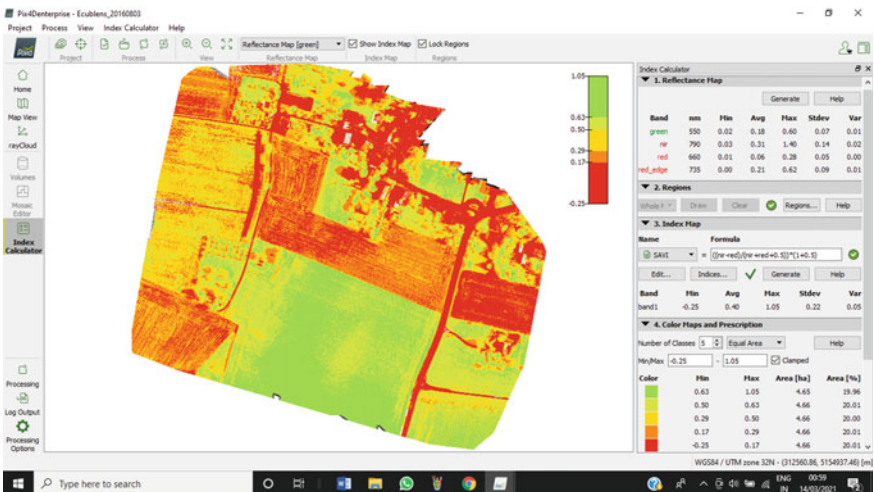 Pix4Denterprise - Ecublens_20160803
Project Process View Index Calculator Help
Reflectance Map [green] Show Index Map Lock Regions
Project Process View Reflectance Map Index Map Regions
Home
Map View
rayCloud
Volumes
Mosaic
Editor
Index
Calculator
Processing
Log Output
Processing
Options
1.05
0.63
0.50
0.29
0.17
-0.25
Index Calculator
1. Reflectance Map
Generate Help
Band nm Min Avg Max Stdev Var
green 550 0.02 0.18 0.60 0.07 0.01
nir 790 0.03 0.31 1.40 0.14 0.02
red 660 0.01 0.06 0.28 0.05 0.00
red_edge 735 0.00 0.21 0.62 0.09 0.01
2. Regions
Draw Clear Regions... Help
3. Index Map
Name Formula
SAVI = ((nir-red)/(nir+red+0.5))*(1+0.5)
Edit... Indices... Generate Help
Band Min Avg Max Stdev Var
band1 -0.25 0.40 1.05 0.22 0.05
4. Color Maps and Prescription
Number of Classes 5 Equal Area Help
Min/Max -0.25 - 1.05 Clamped
Color Min Max Area [ha] Area [%]
0.63 1.05 4.65 19.96
0.50 0.63 4.66 20.01
0.29 0.50 4.66 20.00
0.17 0.29 4.66 20.01
-0.25 0.17 4.66 20.01
WGS84 / UTM zone 32N - (312560.86, 5154937.46) [m]
Type here to search
ENG 00:59
IN 14/03/2021